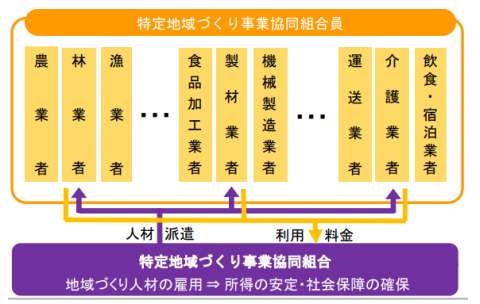 特定地域づくり事業協同組合員
農業者
林業者
漁業者
･･･
食品加工業者
製材業者
機械製造業者
･･･
運送業者
介護業者
飲食・宿泊業者
人材 派遣
利用 料金
特定地域づくり事業協同組合
地域づくり人材の雇用⇒所得の安定・社会保障の確保